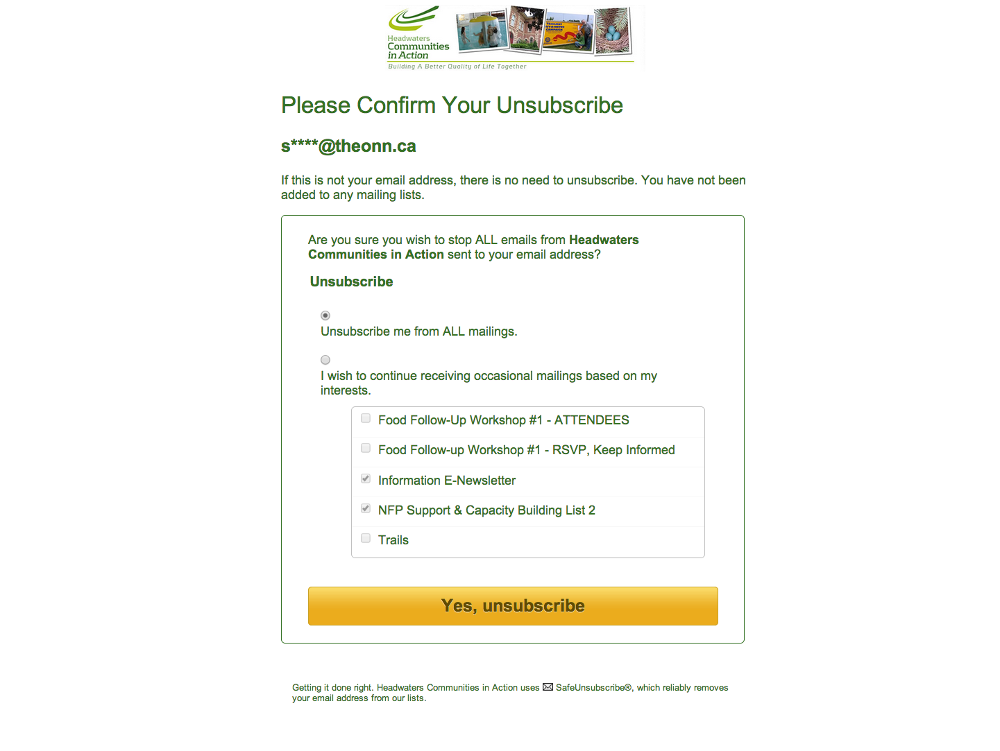 Headwaters
Communities
in Action
Building A Better Quality of Life Together
Please Confirm Your Unsubscribe
s****@theonn.ca
If this is not your email address, there is no need to unsubscribe. You have not been
added to any mailing lists.
Are you sure you wish to stop ALL emails from Headwaters
Communities in Action sent to your email address?
Unsubscribe
Unsubscribe me from ALL mailings.
I wish to continue receiving occasional mailings based on my
interests.
Food Follow-Up Workshop #1 - ATTENDEES
Food Follow-up Workshop #1 - RSVP, Keep Informed
Information E-Newsletter
NFP Support & Capacity Building List 2
Trails
Yes, unsubscribe
Getting it done right. Headwaters Communities in Action uses SafeUnsubscribe®, which reliably removes
your email address from our lists.